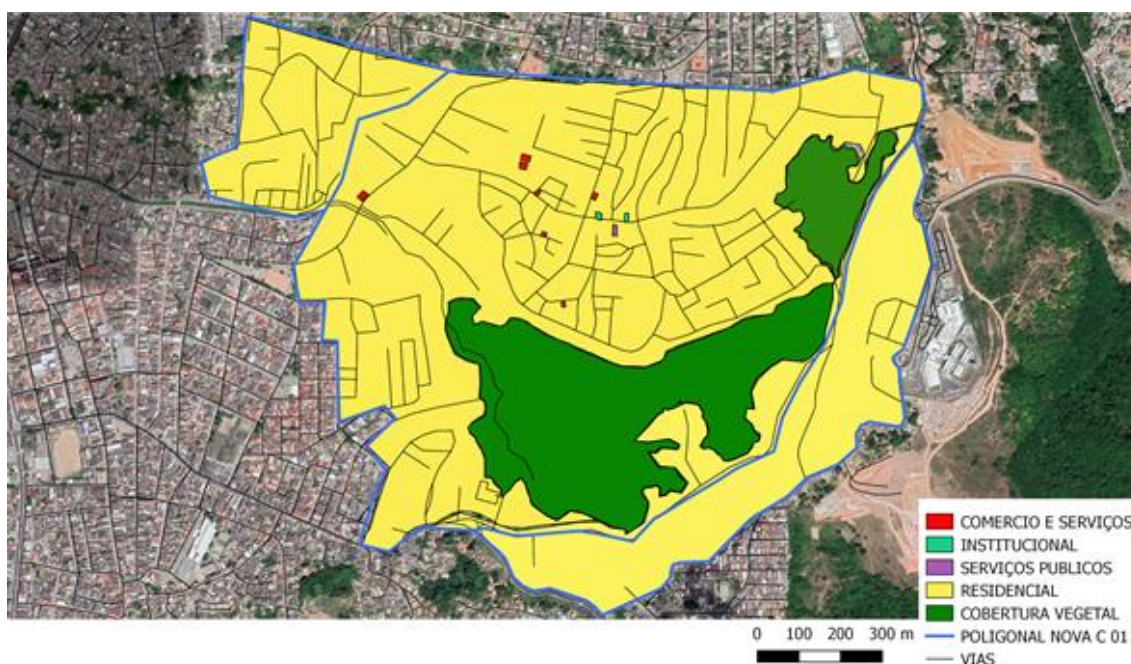 COMERCIO E SERVIÇOS
INSTITUCIONAL
SERVIÇOS PUBLICOS
RESIDENCIAL
COBERTURA VEGETAL
POLIGONAL NOVA C 01
VIAS
0 100 200 300 m